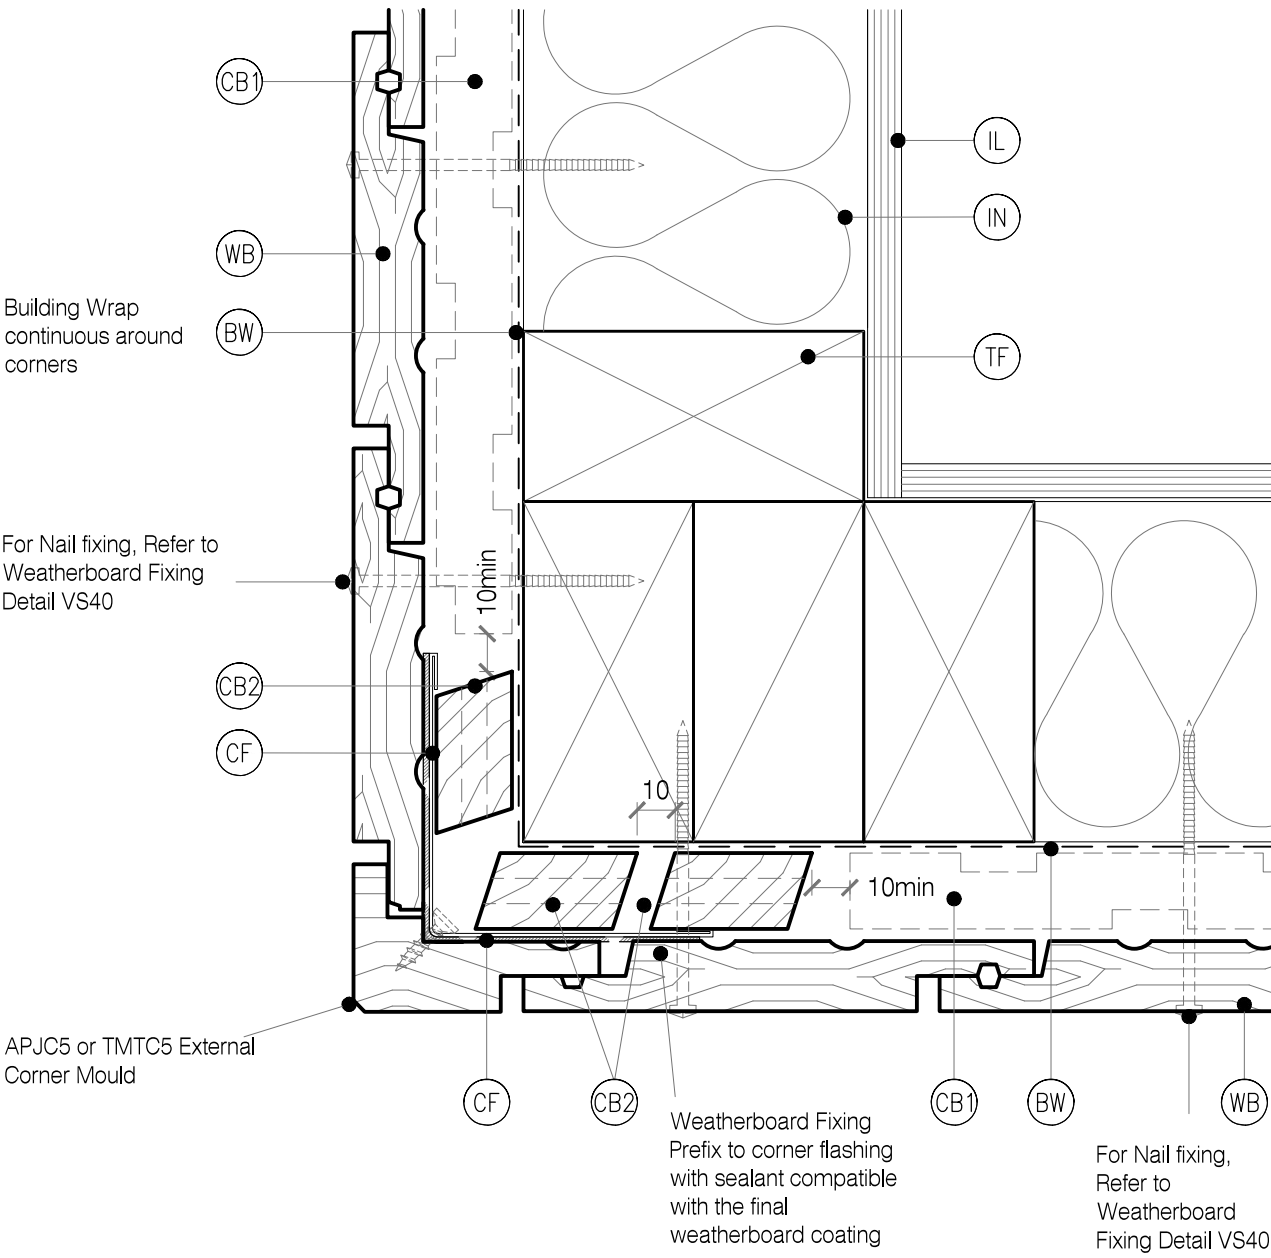 CB1
IL
IN
WB
Building Wrap
continuous around
corners
BW
TF
For Nail fixing, Refer to
Weatherboard Fixing
Detail VS40
10min
CB2
CF
10
10min
APJC5 or TMTC5 External
Corner Mould
CF
CB2
CB1
BW
WB
Weatherboard Fixing
Prefix to corner flashing
with sealant compatible
with the final
weatherboard coating
For Nail fixing,
Refer to
Weatherboard
Fixing Detail VS40